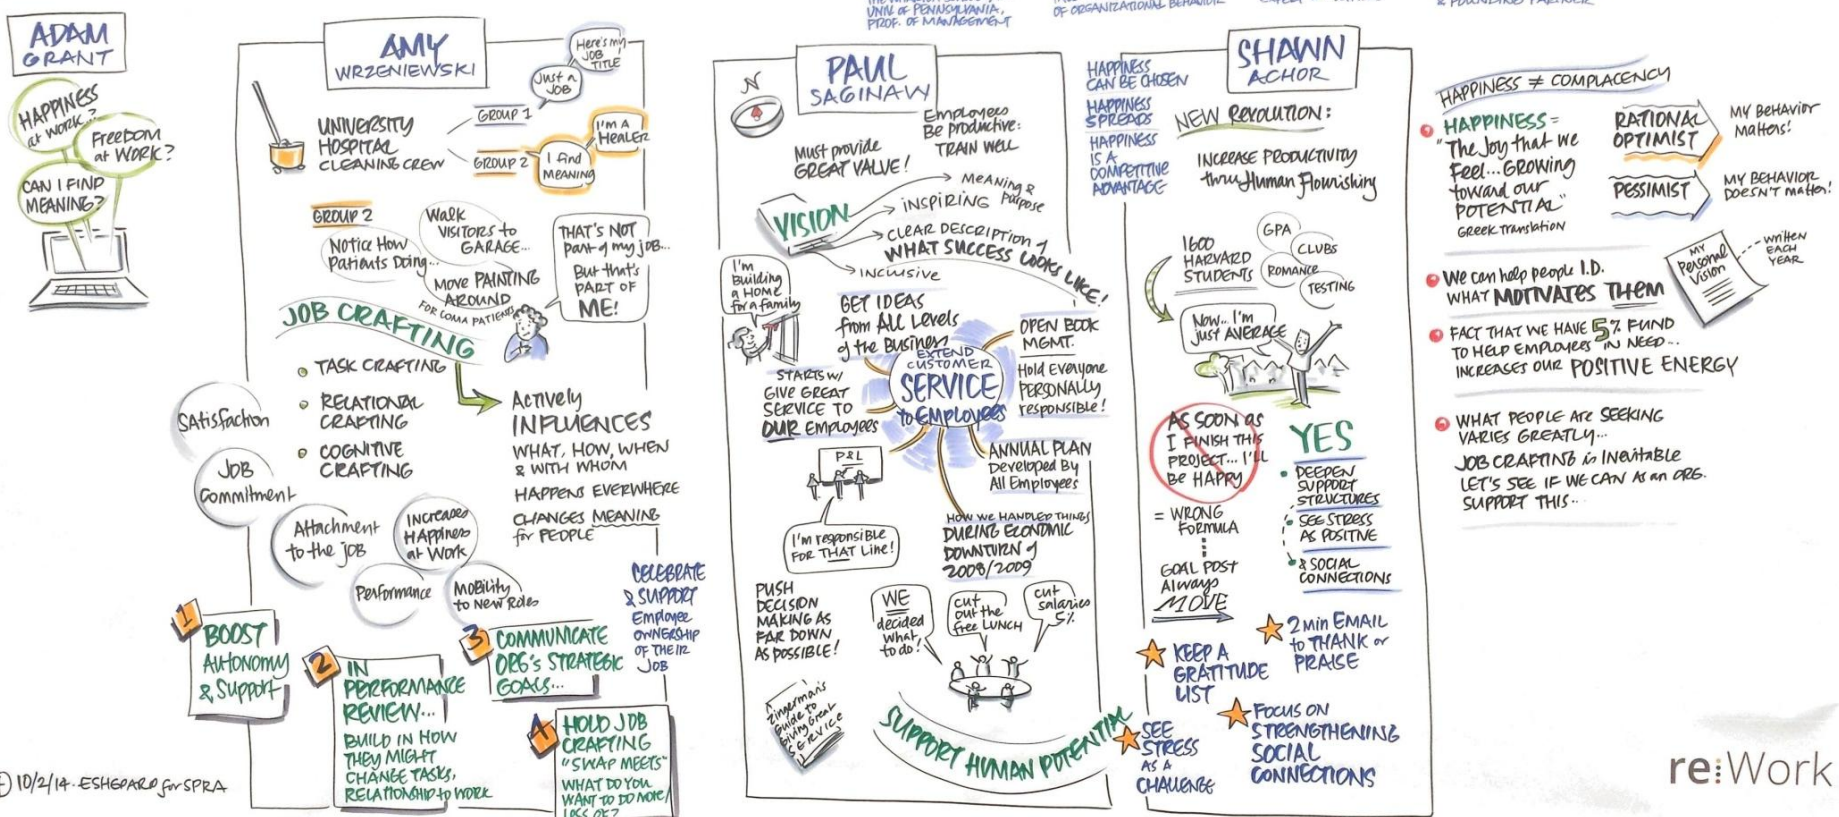 UNIV. OF PENNSYLVANIA,
PROF. OF MANAGEMENT
OF ORGANIZATIONAL BEHAVIOR
& FOUNDING PARTNER
ADAM
GRANT
HAPPINESS
at WORK..?
FREEDOM
at WORK?
CAN I FIND
MEANING?
AMY
WRZENIEWSKI
UNIVERSITY
HOSPITAL
CLEANING CREW
GROUP 1
Just a
JOB
Here's my
JOB
TITLE!
GROUP 2
I find
MEANING
I'M A
HEALER
GROUP 2
Notice How
Patients Doing...
Walk
VISITORS to
GARAGE...
MOVE PAINTING
AROUND
FOR COMA PATIENTS
THAT'S NOT
Part of my job...
But that's
PART OF
ME!
JOB CRAFTING
TASK CRAFTING
RELATIONAL
CRAFTING
COGNITIVE
CRAFTING
Actively
INFLUENCES
WHAT, HOW, WHEN
& WITH WHOM
HAPPENS EVERYWHERE
CHANGES MEANING
for PEOPLE
Satisfaction
JOB
Commitment
Attachment
to the job
Increased
Happiness
at Work
Performance
Mobility
to New Roles
1
BOOST
Autonomy
& Support
2
IN
PERFORMANCE
REVIEW...
BUILD IN HOW
THEY MIGHT
CHANGE TASKS,
RELATIONSHIP to WORK
3
COMMUNICATE
ORG's STRATEGIC
GOALS...
4
HOLD JOB
CRAFTING
"SWAP MEETS"
WHAT DO YOU
WANT TO DO MORE/
LESS OF?
CELEBRATE
& SUPPORT
Employee
OWNERSHIP
OF THEIR
JOB
PAUL
SAGINAW
N
Must provide
GREAT VALUE!
Employees
Be productive:
TRAIN WELL
VISION
MEANING &
Purpose
INSPIRING
CLEAR DESCRIPTION of
WHAT SUCCESS LOOKS LIKE!
INCLUSIVE
I'm
Building
a Home
for a family
GET IDEAS
from ALL Levels
of the Business
EXTEND
CUSTOMER
SERVICE
to Employees
OPEN BOOK
MGMT.
Hold Everyone
PERSONALLY
responsible!
STARTS W/
GIVE GREAT
SERVICE TO
OUR Employees
ANNUAL PLAN
Developed By
All Employees
P&L
I'm responsible
FOR THAT Line!
HOW WE HANDLED THINGS
DURING ECONOMIC
DOWNTURN of
2008/2009
PUSH
DECISION
MAKING AS
FAR DOWN
AS POSSIBLE!
WE
decided
what
to do!
cut
out the
free LUNCH
cut
salaries
5%
Zingerman's
Guide to
Giving Great
SERVICE
SUPPORT HUMAN POTENTIAL
SHAWN
ACHOR
HAPPINESS
CAN BE CHOSEN
HAPPINESS
SPREADS
HAPPINESS
IS A
COMPETITIVE
ADVANTAGE
NEW REVOLUTION:
INCREASE PRODUCTIVITY
thru Human Flourishing
1600
HARVARD
STUDENTS
GPA
CLUBS
ROMANCE
TESTING
Now... I'm
just AVERAGE
AS SOON AS
I FINISH THIS
PROJECT... I'LL
BE HAPPY
= WRONG
FORMULA
GOAL POST
Always
MOVE
YES
DEEPEN
SUPPORT
STRUCTURES
SEE STRESS
AS POSITIVE
& SOCIAL
CONNECTIONS
KEEP A
GRATITUDE
LIST
2 min EMAIL
to THANK or
PRAISE
SEE
STRESS
AS A
CHALLENGE
FOCUS ON
STRENGTHENING
SOCIAL
CONNECTIONS
HAPPINESS ≠ COMPLACENCY
HAPPINESS =
"The Joy that we
Feel... GROWING
toward our
POTENTIAL"
GREEK translation
RATIONAL
OPTIMIST
MY BEHAVIOR
Matters!
PESSIMIST
MY BEHAVIOR
DOESN'T matter!
We can help people I.D.
WHAT MOTIVATES THEM
MY
Personal
Vision
written
EACH
YEAR
FACT THAT WE HAVE 5% FUND
TO HELP EMPLOYEES IN NEED...
INCREASES OUR POSITIVE ENERGY
WHAT PEOPLE ARE SEEKING
VARIES GREATLY...
JOB CRAFTING is Inevitable
LET'S SEE IF WE CAN AS an ORG.
SUPPORT THIS...
10/2/14 - ESHEPARD for SPRA
re:Work